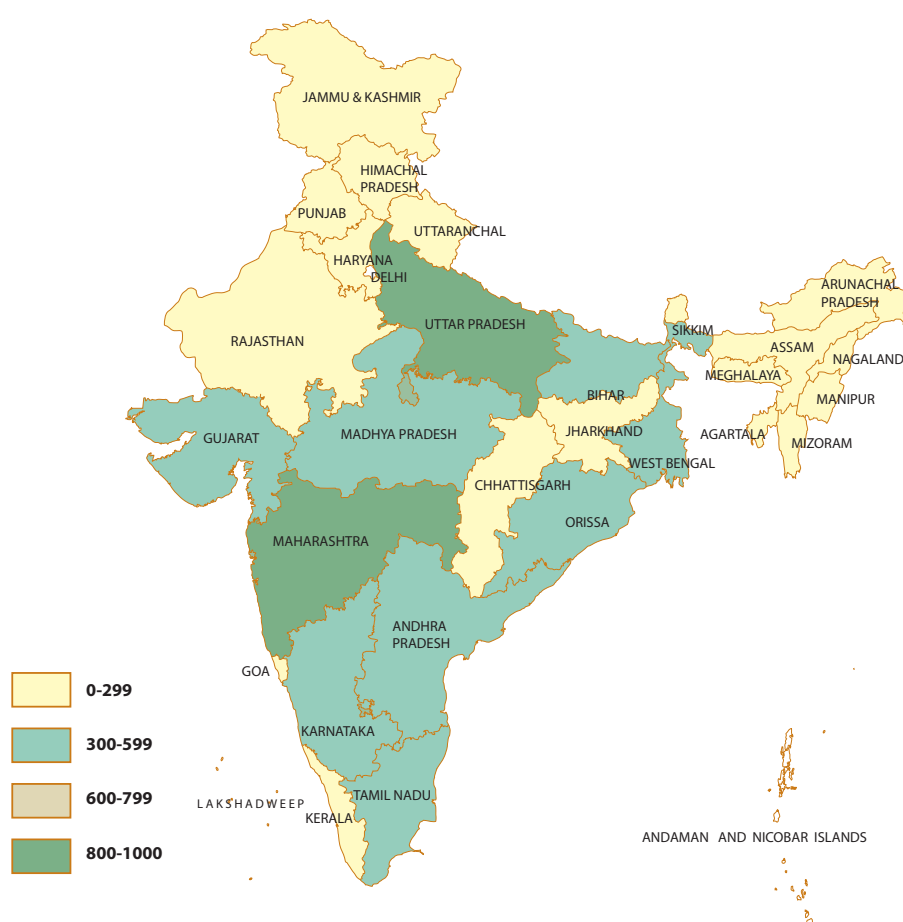 JAMMU & KASHMIR
HIMACHAL
PRADESH
PUNJAB
UTTARANCHAL
HARYANA
DELHI
ARUNACHAL
PRADESH
UTTAR PRADESH
SIKKIM
RAJASTHAN
ASSAM
NAGALAND
MEGHALAYA
BIHAR
MANIPUR
GUJARAT
MADHYA PRADESH
JHARKHAND
AGARTALA
MIZORAM
WEST BENGAL
CHHATTISGARH
ORISSA
MAHARASHTRA
ANDHRA
PRADESH
GOA
0-299
KARNATAKA
300-599
TAMIL NADU
600-799
LAKSHADWEEP
KERALA
ANDAMAN AND NICOBAR ISLANDS
800-1000